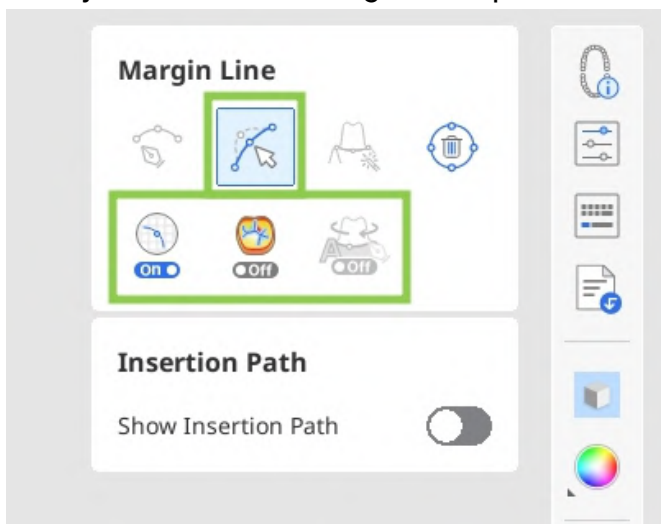 Margin Line
On
Off
Off
Insertion Path
Show Insertion Path